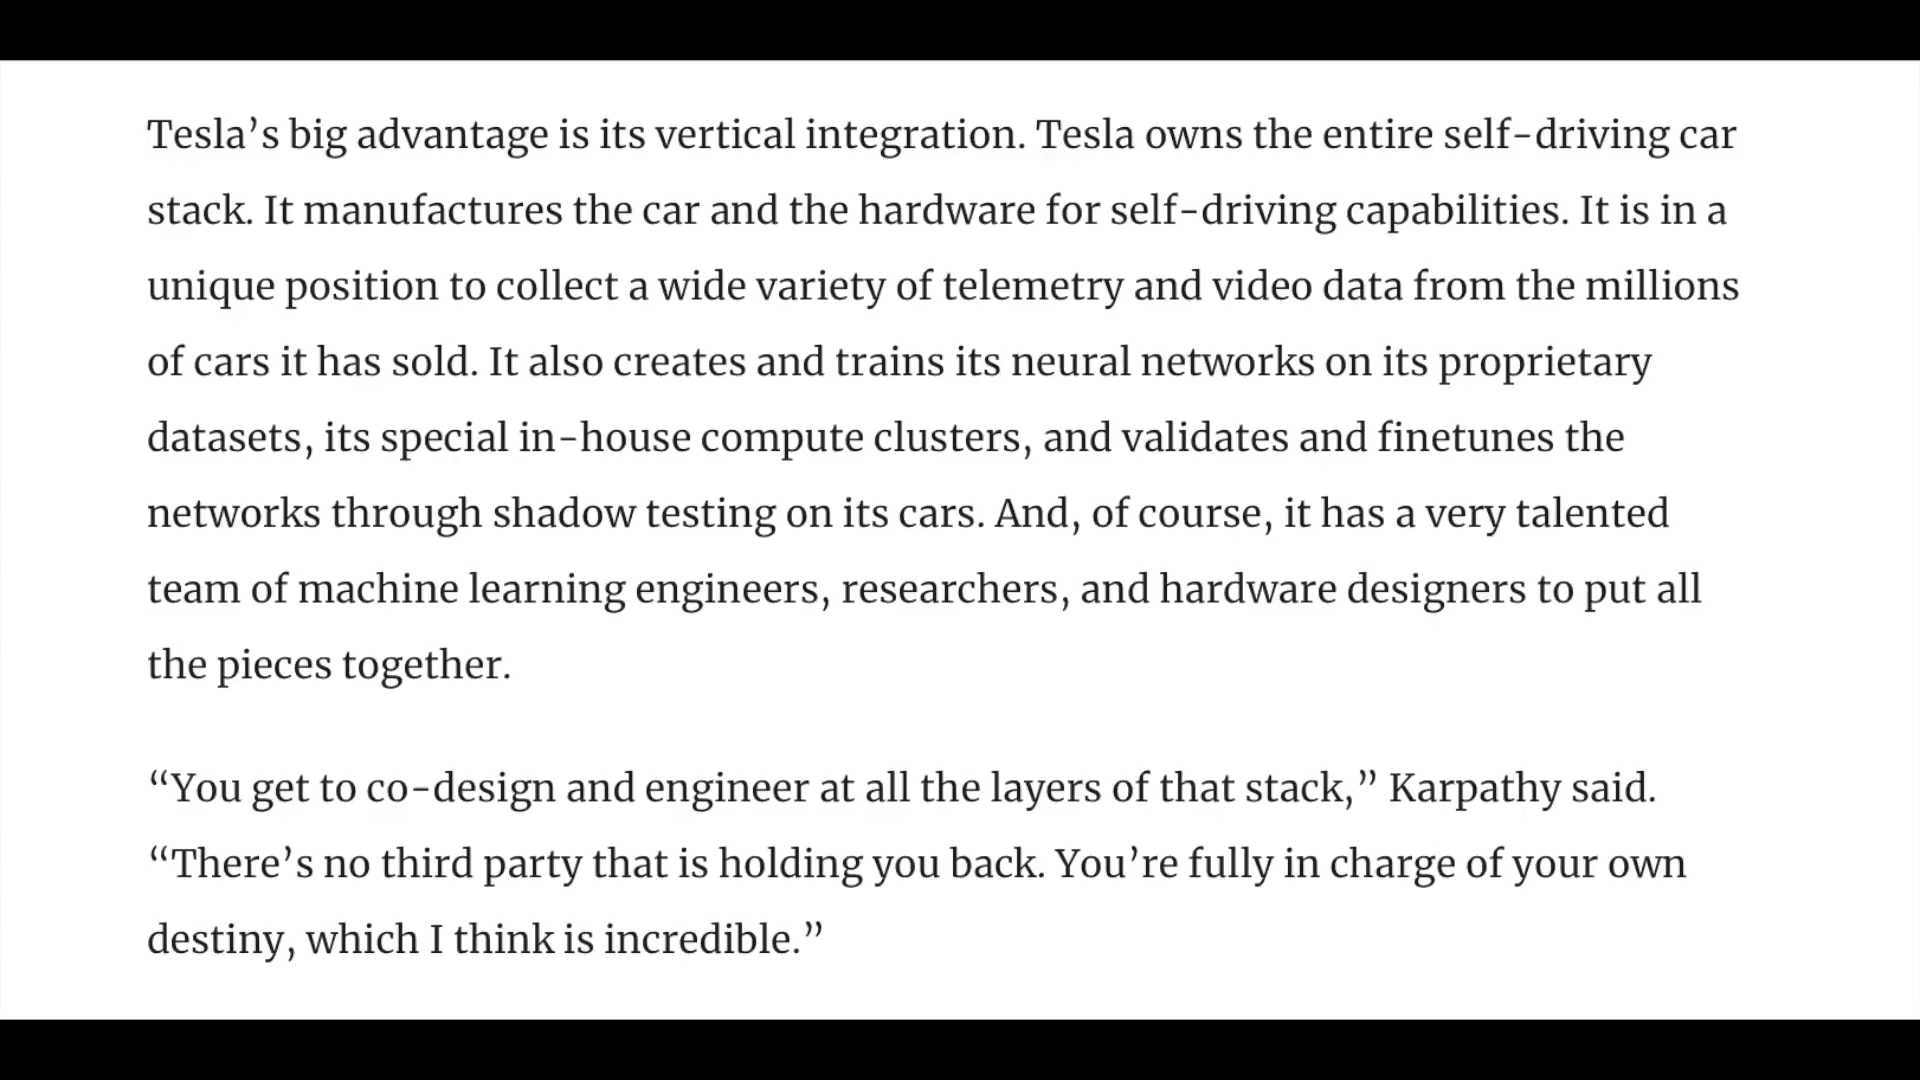 Tesla’s big advantage is its vertical integration. Tesla owns the entire self-driving car
stack. It manufactures the car and the hardware for self-driving capabilities. It is in a
unique position to collect a wide variety of telemetry and video data from the millions
of cars it has sold. It also creates and trains its neural networks on its proprietary
datasets, its special in-house compute clusters, and validates and finetunes the
networks through shadow testing on its cars. And, of course, it has a very talented
team of machine learning engineers, researchers, and hardware designers to put all
the pieces together.
“You get to co-design and engineer at all the layers of that stack,” Karpathy said.
“There’s no third party that is holding you back. You’re fully in charge of your own
destiny, which I think is incredible.”